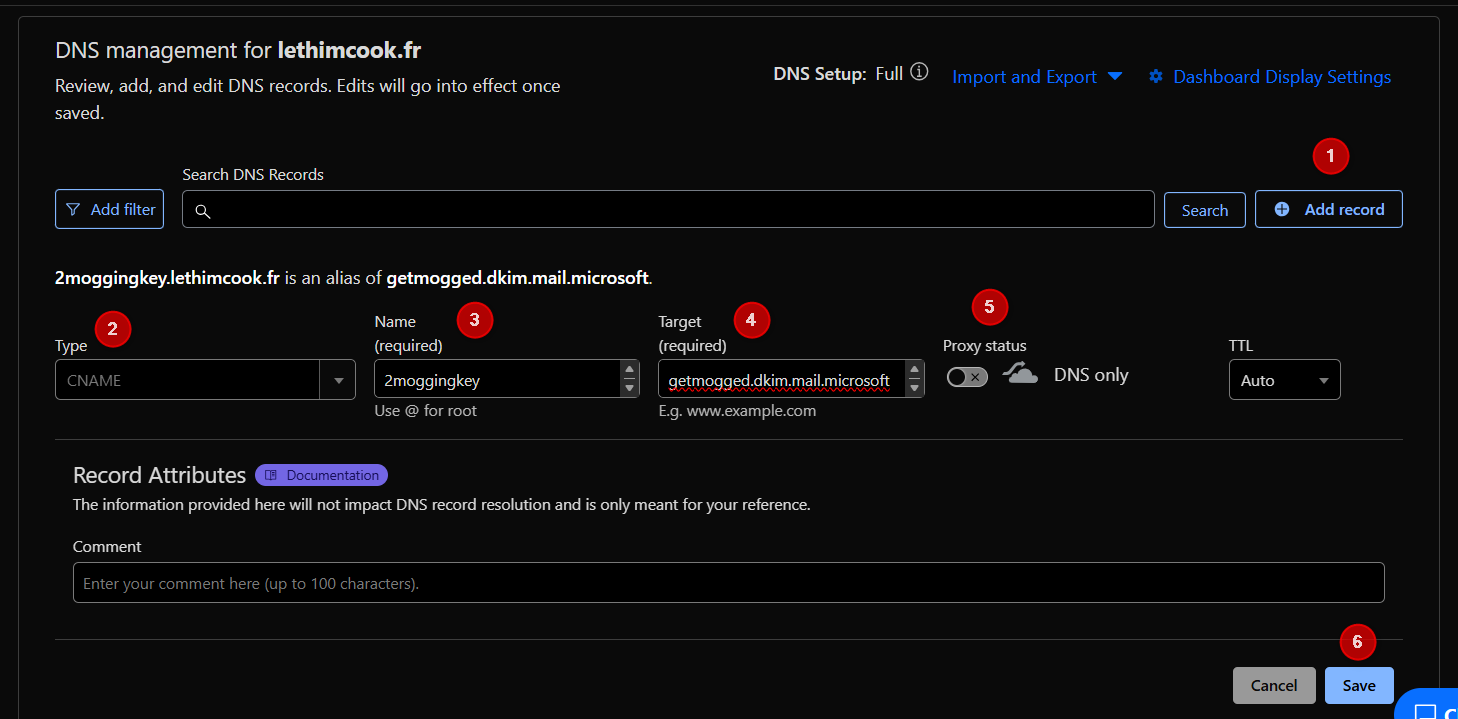 DNS management for lethimcook.fr
Review, add, and edit DNS records. Edits will go into effect once
saved.
DNS Setup: Full
Import and Export
Dashboard Display Settings
1
Search DNS Records
Add filter
Search
Add record
2moggingkey.lethimcook.fr is an alias of getmogged.dkim.mail.microsoft.
2
Type
CNAME
3
Name
(required)
2moggingkey
Use @ for root
4
Target
(required)
getmogged.dkim.mail.microsoft
E.g. www.example.com
5
Proxy status
DNS only
TTL
Auto
Record Attributes
Documentation
The information provided here will not impact DNS record resolution and is only meant for your reference.
Comment
Enter your comment here (up to 100 characters).
6
Cancel
Save